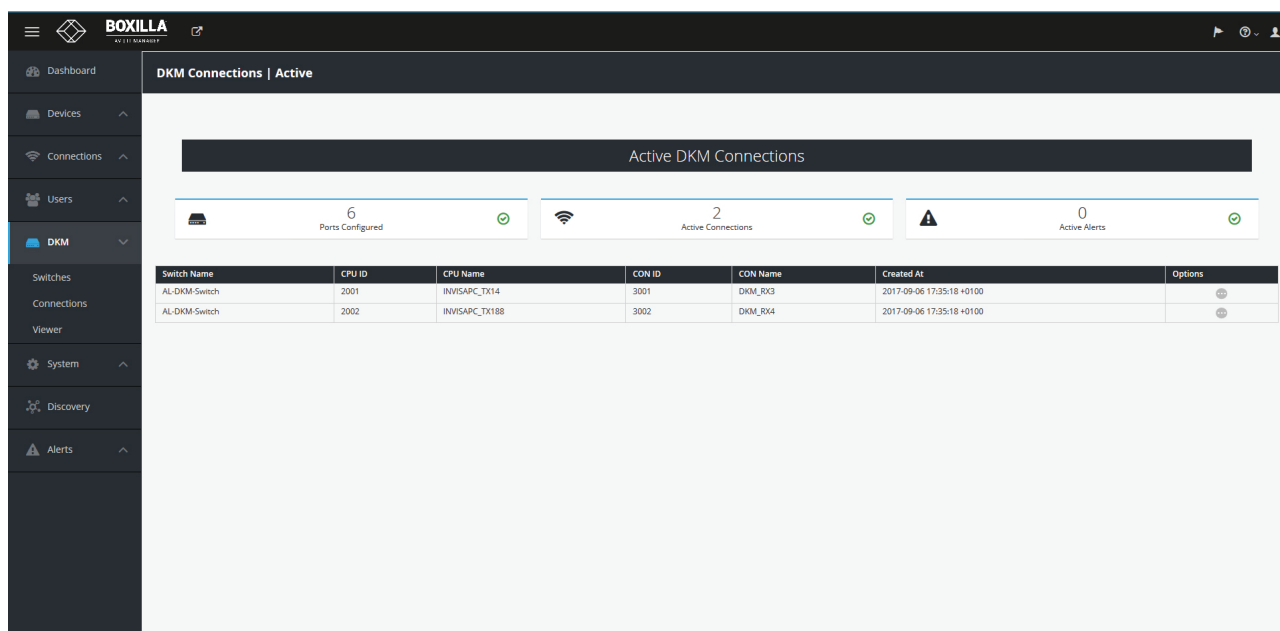 BOXILLA
AV | IT MANAGER
Dashboard
DKM Connections | Active
Devices
Connections
Active DKM Connections
Users
6
Ports Configured
2
Active Connections
0
Active Alerts
DKM
Switches
Connections
Viewer
Switch Name CPU ID CPU Name CON ID CON Name Created At Options
AL-DKM-Switch 2001 INVISAPC_TX14 3001 DKM_RX3 2017-09-06 17:35:18 +0100
AL-DKM-Switch 2002 INVISAPC_TX188 3002 DKM_RX4 2017-09-06 17:35:18 +0100
System
Discovery
Alerts